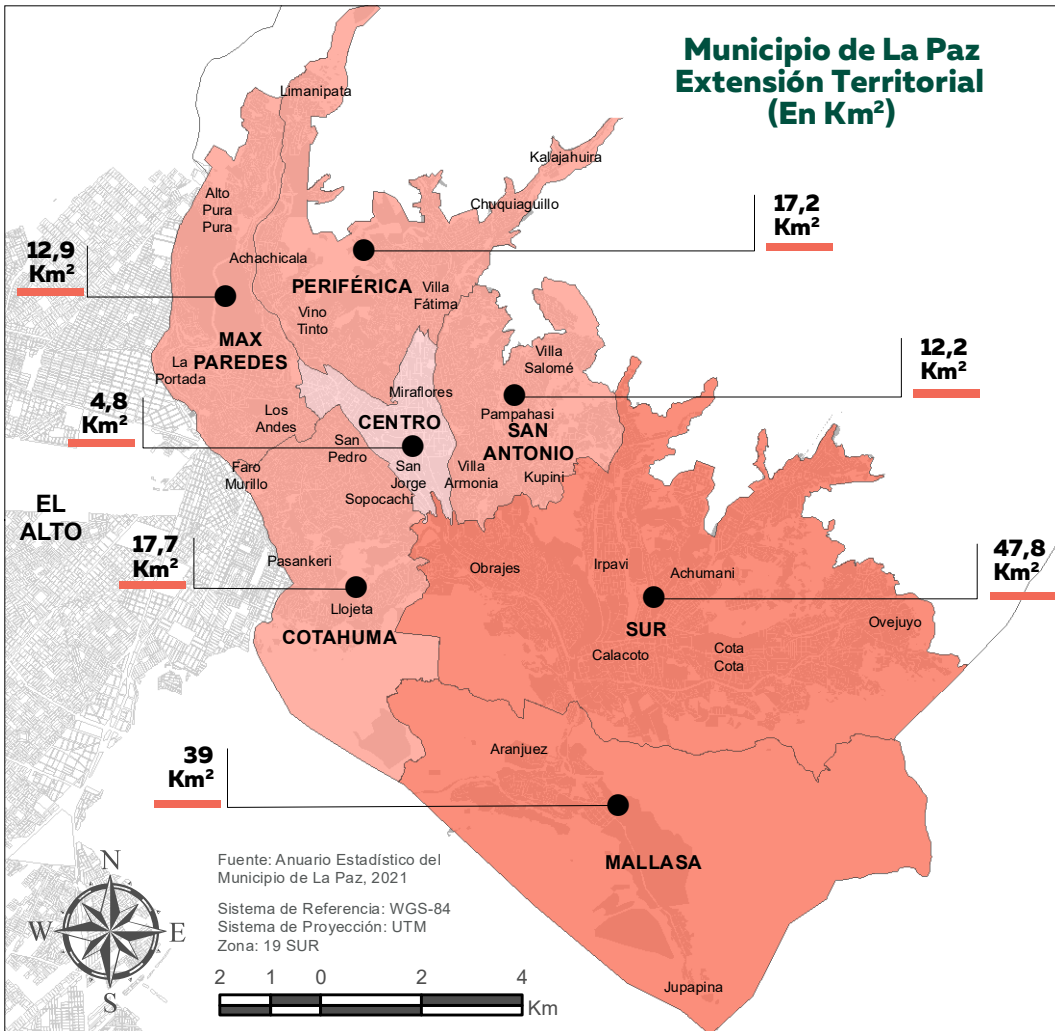 Municipio de La Paz
Extensión Territorial
(En Km²)
Limanipata
Kalajahuira
Chuquiaguillo
Alto
Pura
Pura
17,2
Km²
12,9
Km²
Achachicala
PERIFÉRICA
Villa
Fátima
Vino
Tinto
MAX
PAREDES
La
Portada
Villa
Salomé
12,2
Km²
4,8
Km²
Miraflores
Los
Andes
CENTRO
Pampahasi
SAN
ANTONIO
San
Pedro
San
Jorge
Villa
Armonia
Kupini
Faro
Murillo
Sopocachi
EL
ALTO
17,7
Km²
Pasankeri
Llojeta
COTAHUMA
Obrajes
Irpavi
Achumani
47,8
Km²
SUR
Ovejuyo
Calacoto
Cota
Cota
39
Km²
Aranjuez
MALLASA
Jupapina
Fuente: Anuario Estadístico del
Municipio de La Paz, 2021
Sistema de Referencia: WGS-84
Sistema de Proyección: UTM
Zona: 19 SUR
N
W
E
S
2 1 0 2 4
Km